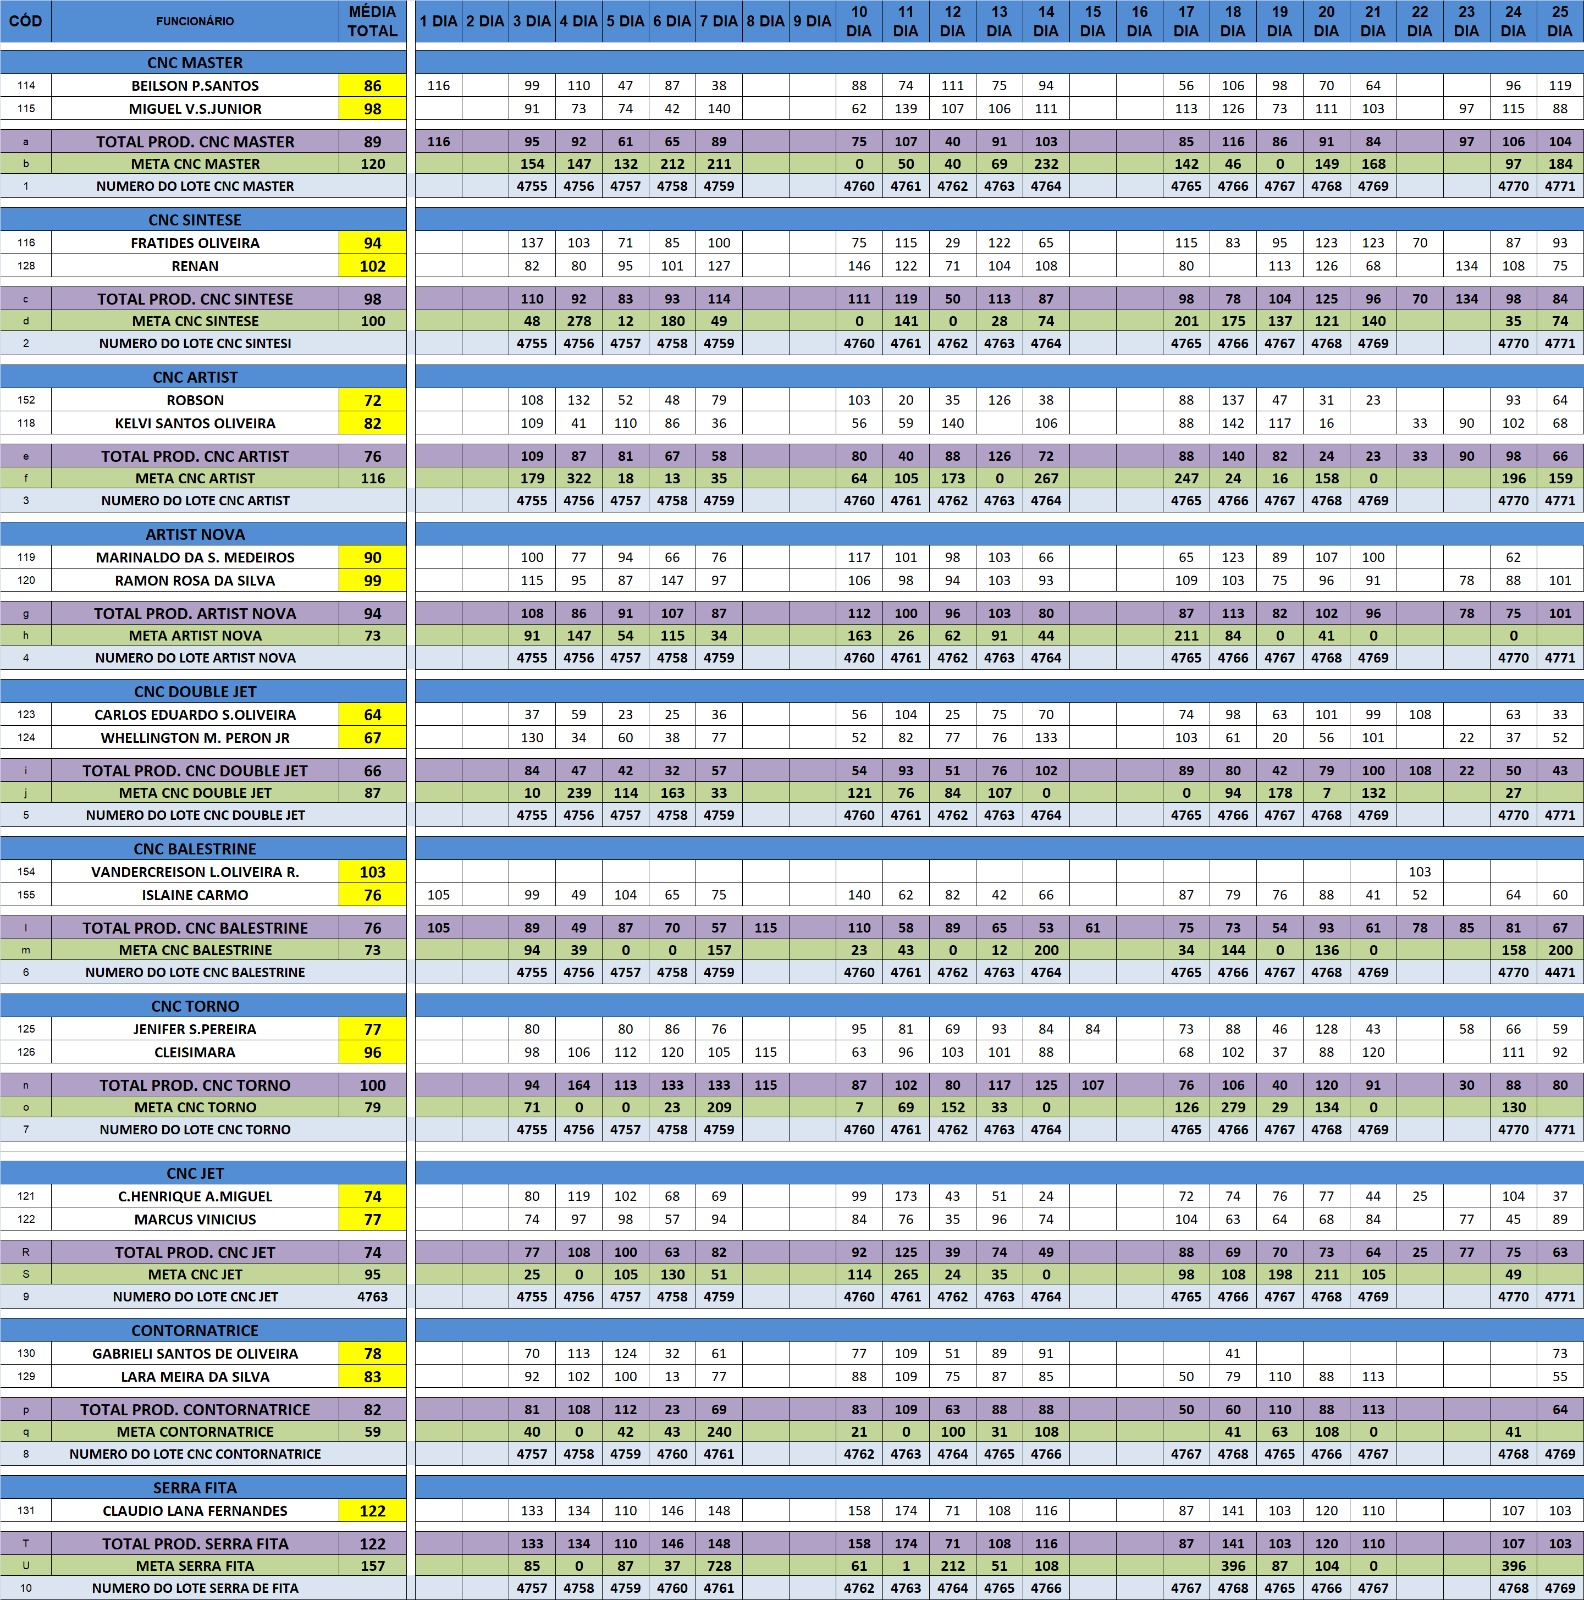 CÓD FUNCIONÁRIO MÉDIA TOTAL 1 DIA 2 DIA 3 DIA 4 DIA 5 DIA 6 DIA 7 DIA 8 DIA 9 DIA 10 DIA 11 DIA 12 DIA 13 DIA 14 DIA 15 DIA 16 DIA 17 DIA 18 DIA 19 DIA 20 DIA 21 DIA 22 DIA 23 DIA 24 DIA 25 DIA
CNC MASTER
114 BEILSON P.SANTOS 86 116 99 110 47 87 38 88 74 111 75 94 56 106 98 70 64 96 119
115 MIGUEL V.S.JUNIOR 98 91 73 74 42 140 62 139 107 106 111 113 126 73 111 103 97 115 88
a TOTAL PROD. CNC MASTER 89 116 95 92 61 65 89 75 107 40 91 103 85 116 86 91 84 97 106 104
b META CNC MASTER 120 154 147 132 212 211 0 50 40 69 232 142 46 0 149 168 97 184
1 NUMERO DO LOTE CNC MASTER 4755 4756 4757 4758 4759 4760 4761 4762 4763 4764 4765 4766 4767 4768 4769 4770 4771
CNC SINTESE
116 FRATIDES OLIVEIRA 94 137 103 71 85 100 75 115 29 122 65 115 83 95 123 123 70 87 93
128 RENAN 102 82 80 95 101 127 146 122 71 104 108 80 113 126 68 134 108 75
c TOTAL PROD. CNC SINTESE 98 110 92 83 93 114 111 119 50 113 87 98 78 104 125 96 70 134 98 84
d META CNC SINTESE 100 48 278 12 180 49 0 141 0 28 74 201 175 137 121 140 35 74
2 NUMERO DO LOTE CNC SINTESI 4755 4756 4757 4758 4759 4760 4761 4762 4763 4764 4765 4766 4767 4768 4769 4770 4771
CNC ARTIST
152 ROBSON 72 108 132 52 48 79 103 20 35 126 38 88 137 47 31 23 93 64
118 KELVI SANTOS OLIVEIRA 82 109 41 110 86 36 56 59 140 106 88 142 117 16 33 90 102 68
e TOTAL PROD. CNC ARTIST 76 109 87 81 67 58 80 40 88 126 72 88 140 82 24 23 33 90 98 66
f META CNC ARTIST 116 179 322 18 13 35 64 105 173 0 267 247 24 16 158 0 196 159
3 NUMERO DO LOTE CNC ARTIST 4755 4756 4757 4758 4759 4760 4761 4762 4763 4764 4765 4766 4767 4768 4769 4770 4771
ARTIST NOVA
119 MARINALDO DA S. MEDEIROS 90 100 77 94 66 76 117 101 98 103 66 65 123 89 107 100 62
120 RAMON ROSA DA SILVA 99 115 95 87 147 97 106 98 94 103 93 109 103 75 96 91 78 88 101
g TOTAL PROD. ARTIST NOVA 94 108 86 91 107 87 112 100 96 103 80 87 113 82 102 96 78 75 101
h META ARTIST NOVA 73 91 147 54 115 34 163 26 62 91 44 211 84 0 41 0 0
4 NUMERO DO LOTE ARTIST NOVA 4755 4756 4757 4758 4759 4760 4761 4762 4763 4764 4765 4766 4767 4768 4769 4770 4771
CNC DOUBLE JET
123 CARLOS EDUARDO S.OLIVEIRA 64 37 59 23 25 36 56 104 25 75 70 74 98 63 101 99 108 63 33
124 WHELLINGTON M. PERON JR 67 130 34 60 38 77 52 82 77 76 133 103 61 20 56 101 22 37 52
i TOTAL PROD. CNC DOUBLE JET 66 84 47 42 32 57 54 93 51 76 102 89 80 42 79 100 108 22 50 43
j META CNC DOUBLE JET 87 10 239 114 163 33 121 76 84 107 0 0 94 178 7 132 27
5 NUMERO DO LOTE CNC DOUBLE JET 4755 4756 4757 4758 4759 4760 4761 4762 4763 4764 4765 4766 4767 4768 4769 4770 4771
CNC BALESTRINE
154 VANDERCREISON L.OLIVEIRA R. 103 103
155 ISLAINE CARMO 76 105 99 49 104 65 75 140 62 82 42 66 87 79 76 88 41 52 64 60
l TOTAL PROD. CNC BALESTRINE 76 105 89 49 87 70 57 115 110 58 89 65 53 61 75 73 54 93 61 78 85 81 67
m META CNC BALESTRINE 73 94 39 0 0 157 23 43 0 12 200 34 144 0 136 0 158 200
6 NUMERO DO LOTE CNC BALESTRINE 4755 4756 4757 4758 4759 4760 4761 4762 4763 4764 4765 4766 4767 4768 4769 4770 4471
CNC TORNO
125 JENIFER S.PEREIRA 77 80 80 86 76 95 81 69 93 84 84 73 88 46 128 43 58 66 59
126 CLEISIMARA 96 98 106 112 120 105 115 63 96 103 101 88 68 102 37 88 120 111 92
n TOTAL PROD. CNC TORNO 100 94 164 113 133 133 115 87 102 80 117 125 107 76 106 40 120 91 30 88 80
o META CNC TORNO 79 71 0 0 23 209 7 69 152 33 0 126 279 29 134 0 130
7 NUMERO DO LOTE CNC TORNO 4755 4756 4757 4758 4759 4760 4761 4762 4763 4764 4765 4766 4767 4768 4769 4770 4771
CNC JET
121 C.HENRIQUE A.MIGUEL 74 80 119 102 68 69 99 173 43 51 24 72 74 76 77 44 25 104 37
122 MARCUS VINICIUS 77 74 97 98 57 94 84 76 35 96 74 104 63 64 68 84 77 45 89
R TOTAL PROD. CNC JET 74 77 108 100 63 82 92 125 39 74 49 88 69 70 73 64 25 77 75 63
S META CNC JET 95 25 0 105 130 51 114 265 24 35 0 98 108 198 211 105 49
9 NUMERO DO LOTE CNC JET 4763 4755 4756 4757 4758 4759 4760 4761 4762 4763 4764 4765 4766 4767 4768 4769 4770 4771
CONTORNATRICE
130 GABRIELI SANTOS DE OLIVEIRA 78 70 113 124 32 61 77 109 51 89 91 41 73
129 LARA MEIRA DA SILVA 83 92 102 100 13 77 88 109 75 87 85 50 79 110 88 113 55
p TOTAL PROD. CONTORNATRICE 82 81 108 112 23 69 83 109 63 88 88 50 60 110 88 113 64
q META CONTORNATRICE 59 40 0 42 43 240 21 0 100 31 108 41 63 108 0 41
8 NUMERO DO LOTE CNC CONTORNATRICE 4757 4758 4759 4760 4761 4762 4763 4764 4765 4766 4767 4768 4765 4766 4767 4768 4769
SERRA FITA
131 CLAUDIO LANA FERNANDES 122 133 134 110 146 148 158 174 71 108 116 87 141 103 120 110 107 103
T TOTAL PROD. SERRA FITA 122 133 134 110 146 148 158 174 71 108 116 87 141 103 120 110 107 103
U META SERRA FITA 157 85 0 87 37 728 61 1 212 51 108 396 87 104 0 396
10 NUMERO DO LOTE SERRA DE FITA 4757 4758 4759 4760 4761 4762 4763 4764 4765 4766 4767 4768 4765 4766 4767 4768 4769